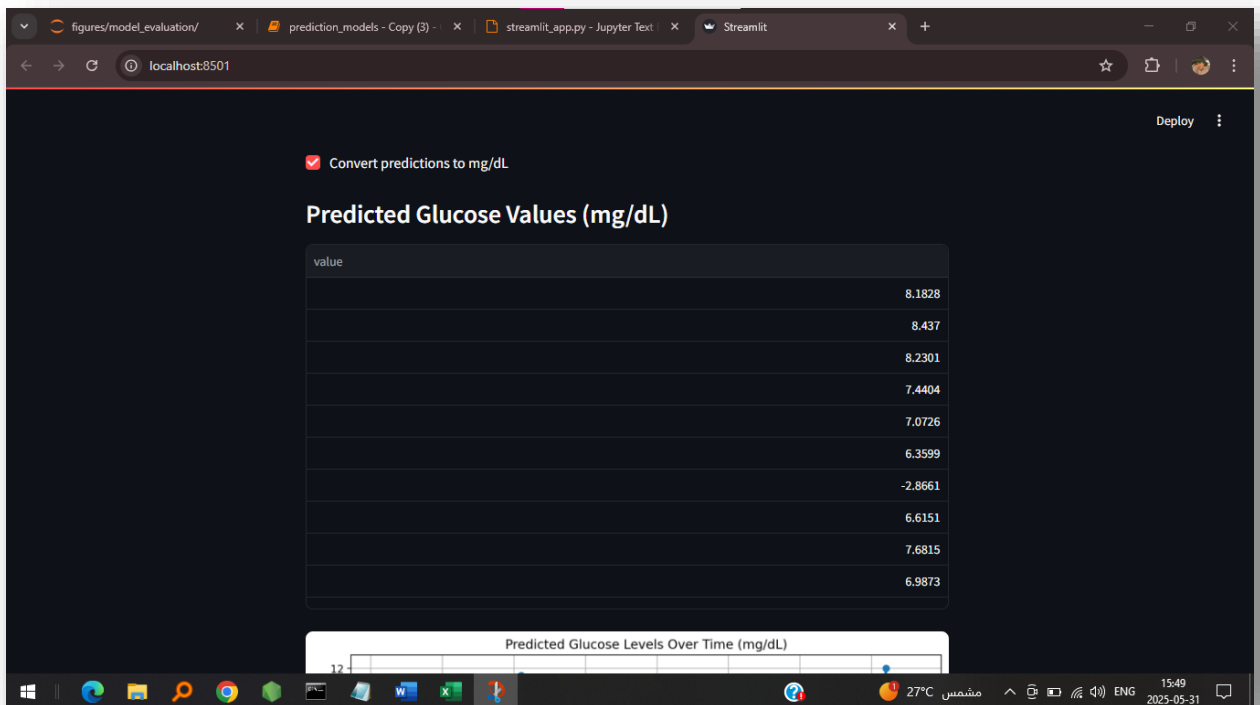 figures/model_evaluation/
prediction_models - Copy (3) -
streamlit_app.py - Jupyter Text
Streamlit
localhost:8501
Deploy
Convert predictions to mg/dL
Predicted Glucose Values (mg/dL)
value
8.1828
8.437
8.2301
7.4404
7.0726
6.3599
-2.8661
6.6151
7.6815
6.9873
Predicted Glucose Levels Over Time (mg/dL)
12
27°C مشمس ENG 15:49
2025-05-31